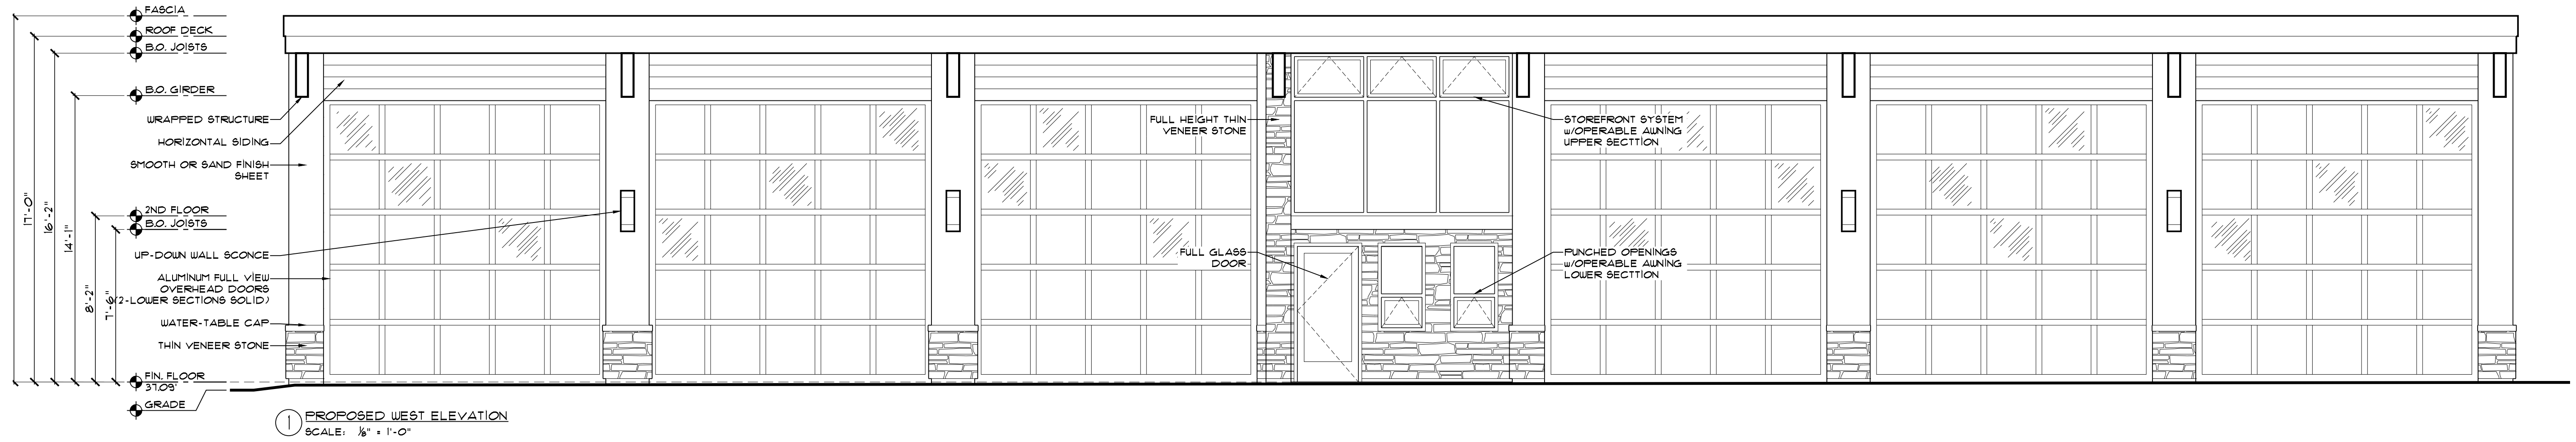 FASCIA
ROOF DECK
B.O. JOISTS
B.O. GIRDER
WRAPPED STRUCTURE
HORIZONTAL SIDING
SMOOTH OR SAND FINISH
SHEET
2ND FLOOR
B.O. JOISTS
UP-DOWN WALL SCONCE
ALUMINUM FULL VIEW
OVERHEAD DOORS
(2-LOWER SECTIONS SOLID)
WATER-TABLE CAP
THIN VENEER STONE
FIN. FLOOR
37.09'
GRADE
17'-0"
16'-2"
14'-1"
8'-2"
7'-6"
FULL HEIGHT THIN
VENEER STONE
FULL GLASS
DOOR
STOREFRONT SYSTEM
w/OPERABLE AWNING
UPPER SECTTION
PUNCHED OPENINGS
w/OPERABLE AWNING
LOWER SECTTION
1 PROPOSED WEST ELEVATION
SCALE: ⅛" = 1'-0"